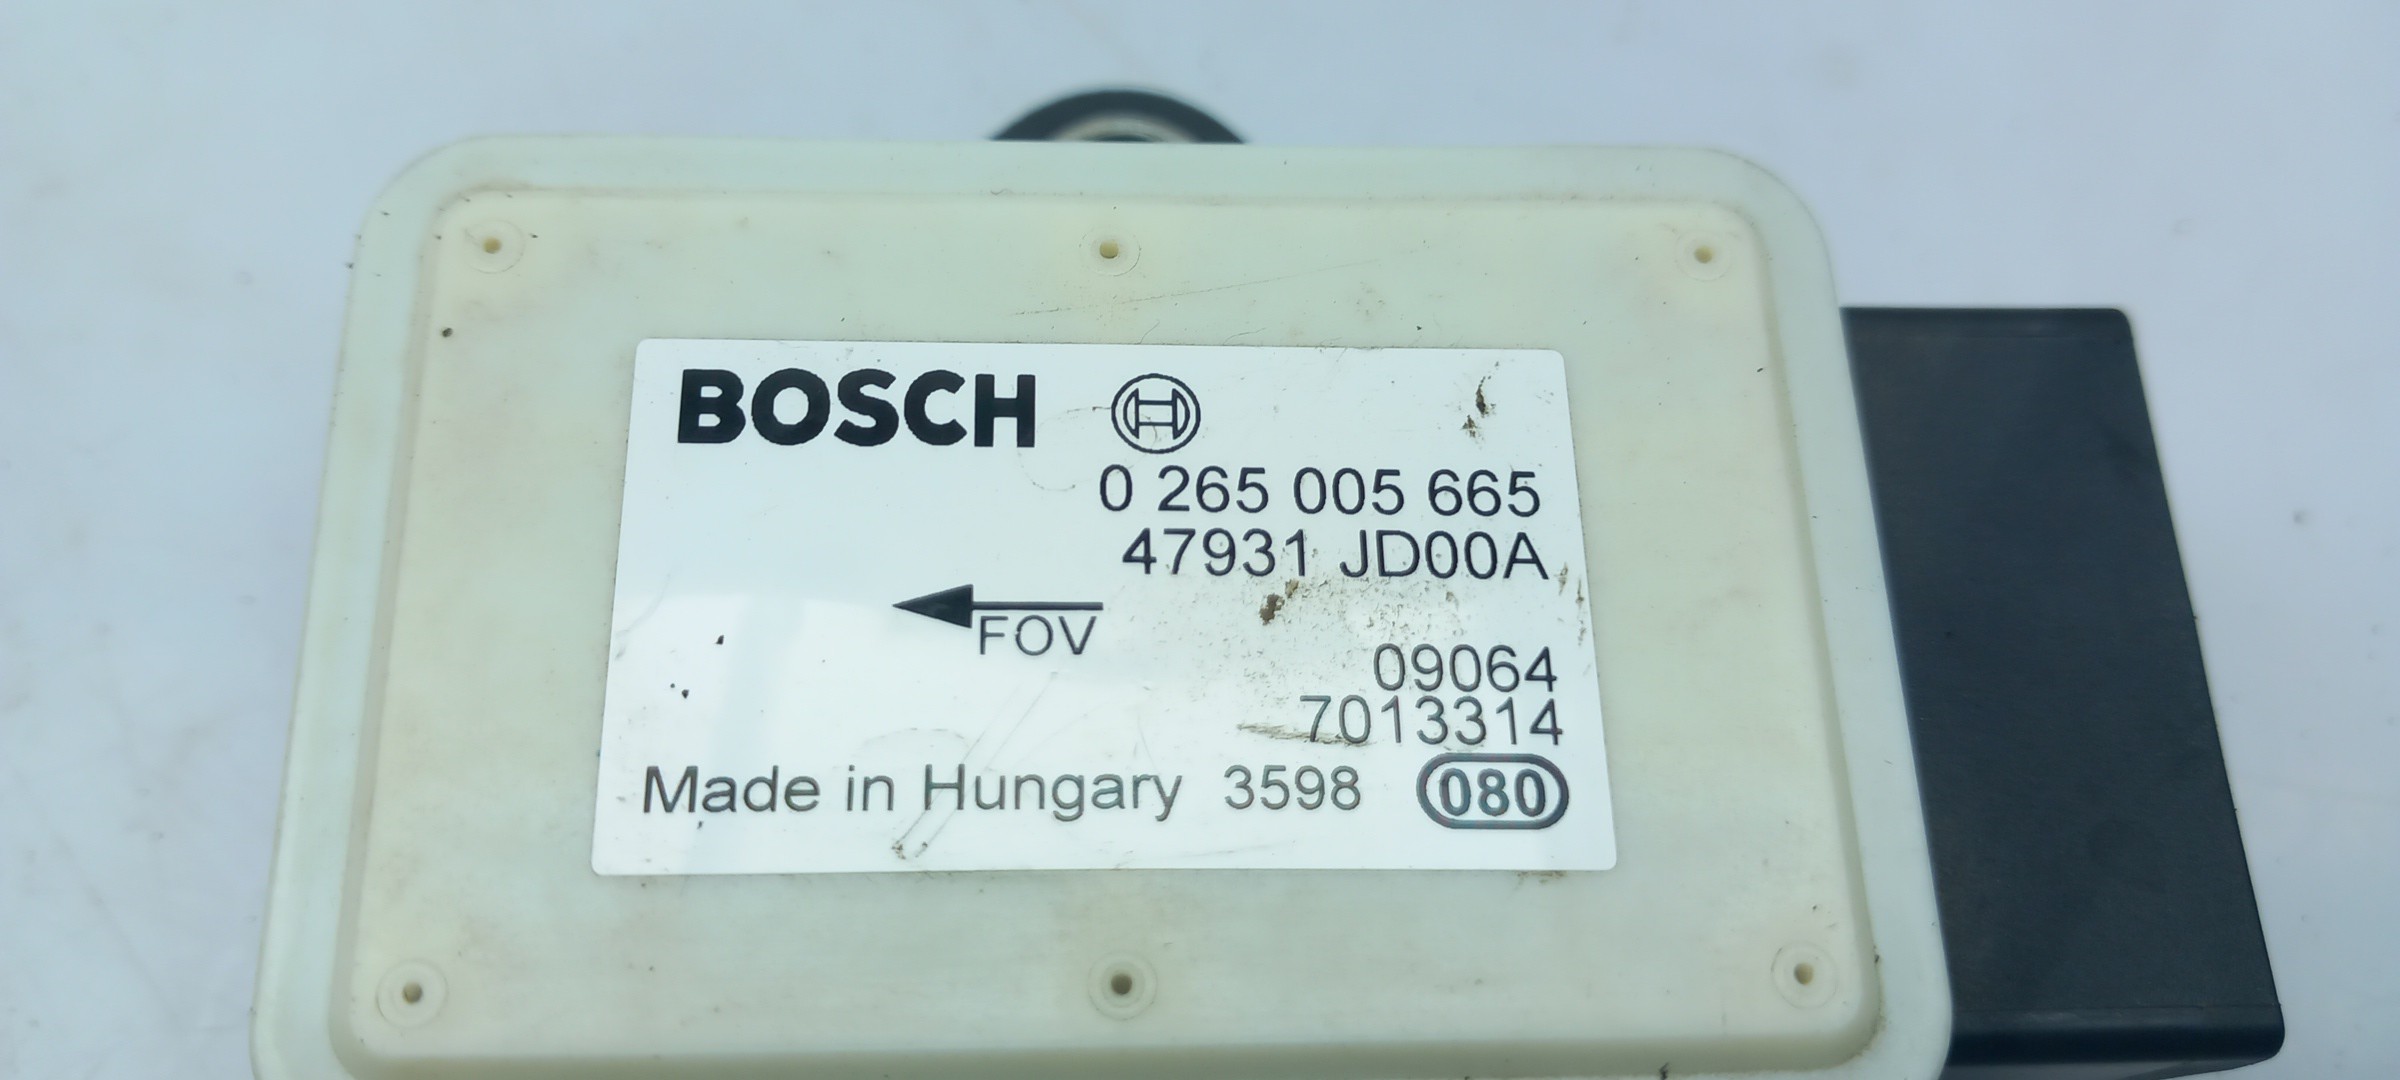 BOSCH
0 265 005 665
47931 JD00A
FOV
09064
7013314
Made in Hungary 3598 080